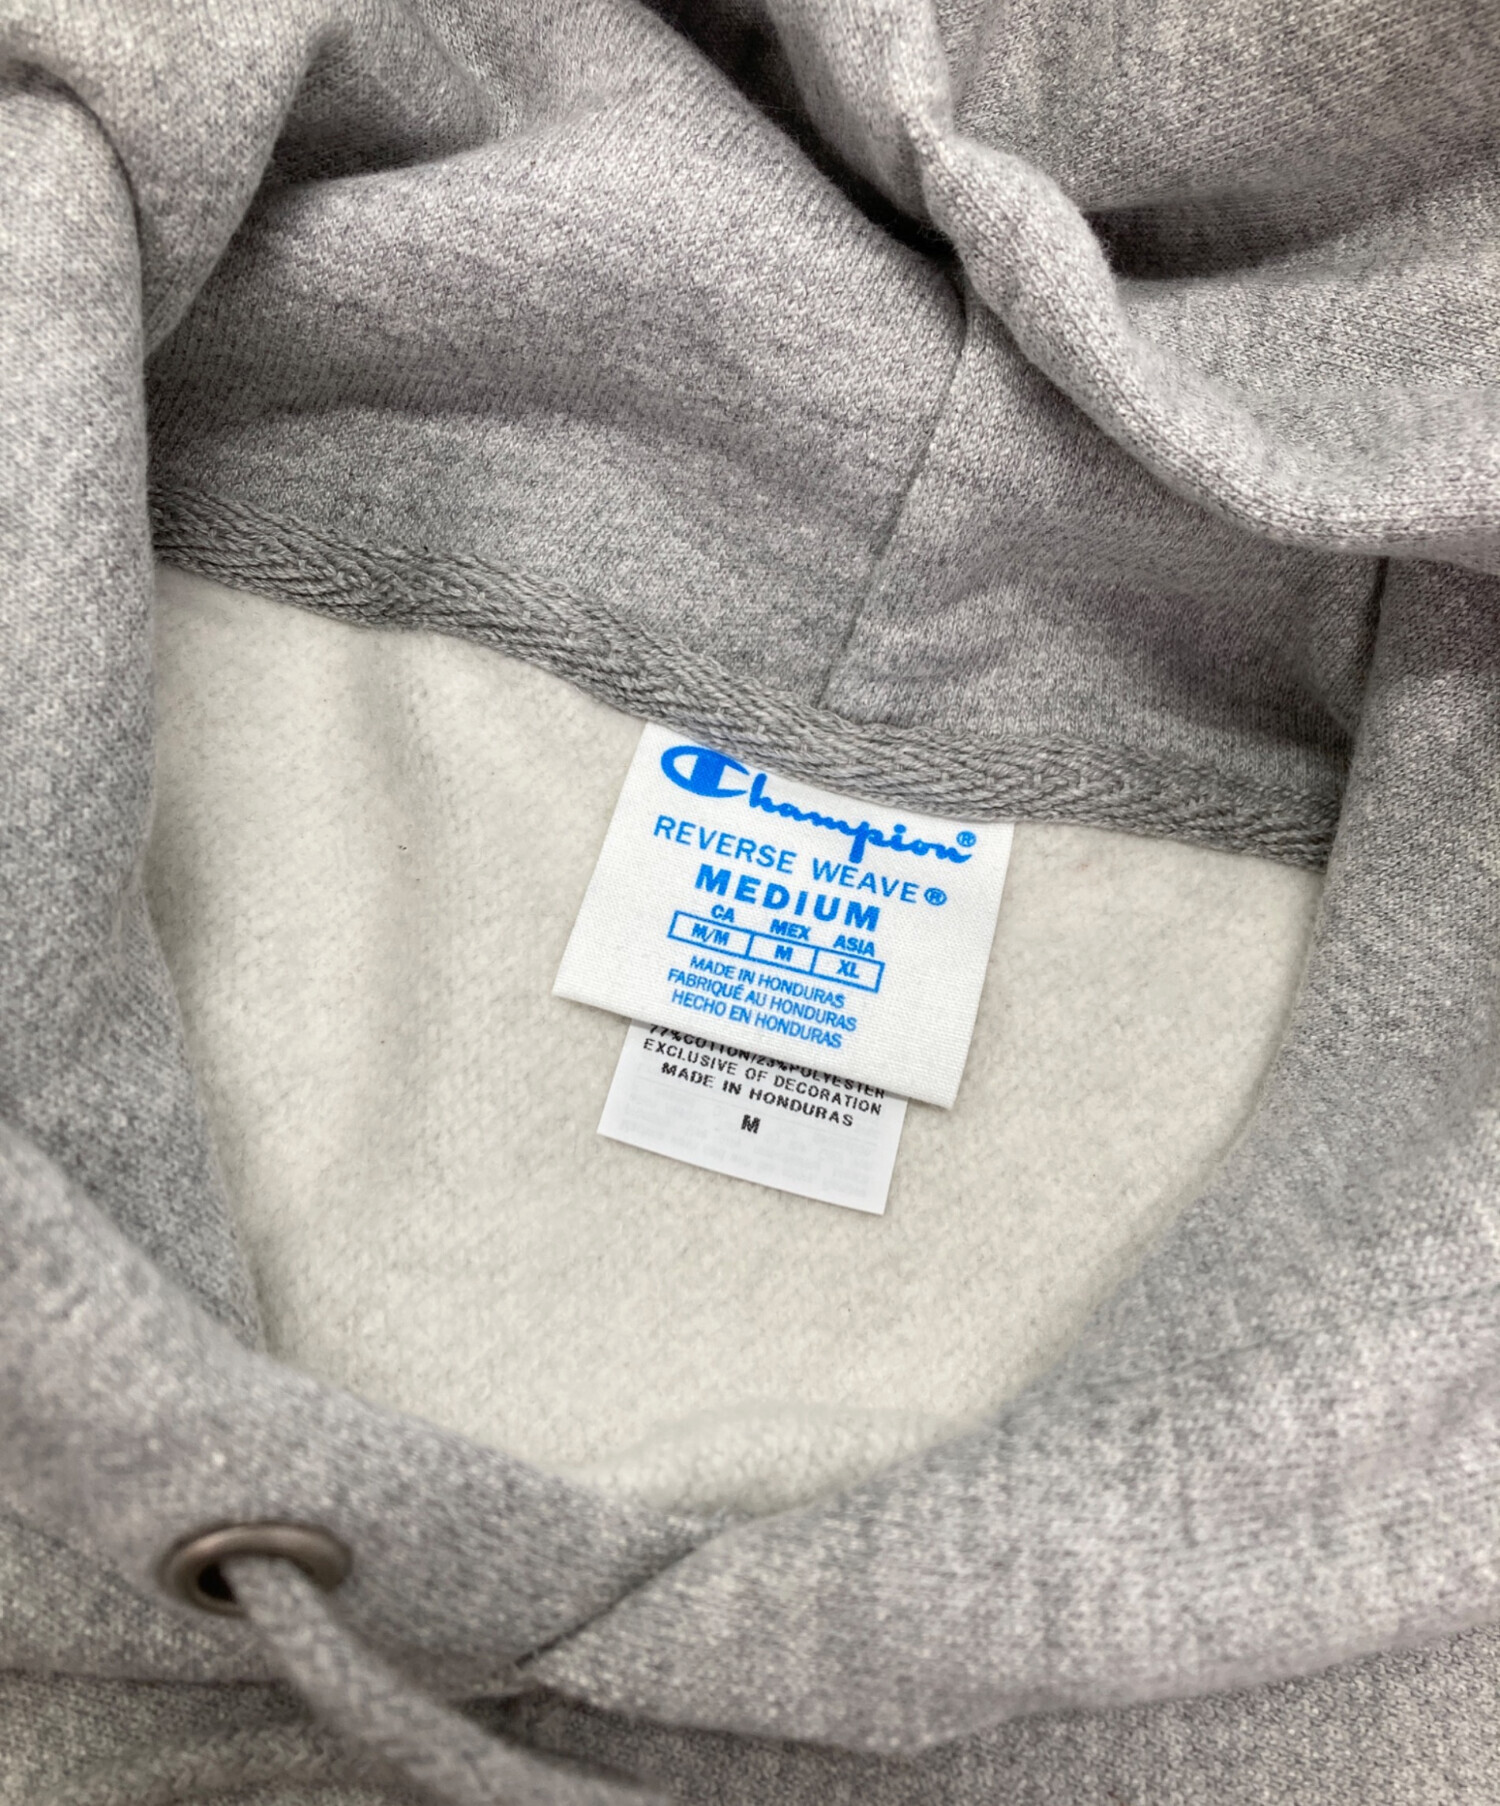 Champion®
REVERSE WEAVE®
MEDIUM
CA MEX ASIA
M/M M XL
MADE IN HONDURAS
FABRIQUÉ AU HONDURAS
HECHO EN HONDURAS
77%COTTON/23%POLYESTER
EXCLUSIVE OF DECORATION
MADE IN HONDURAS
M